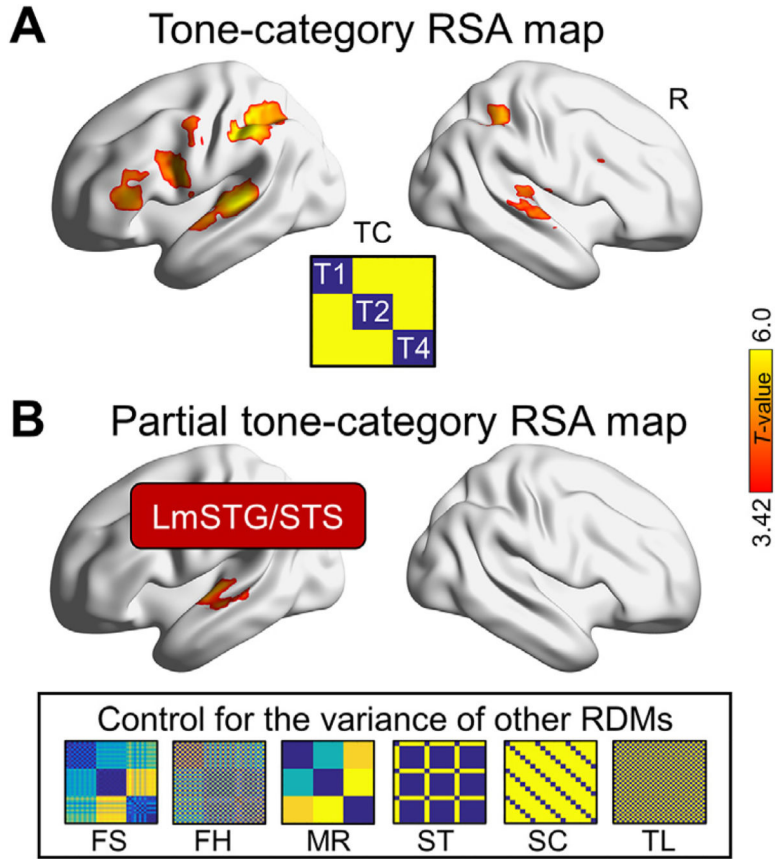 A
Tone-category RSA map
R
TC
T1
T2
T4
6.0
T-value
3.42
B
Partial tone-category RSA map
LmSTG/STS
Control for the variance of other RDMs
FS FH MR ST SC TL